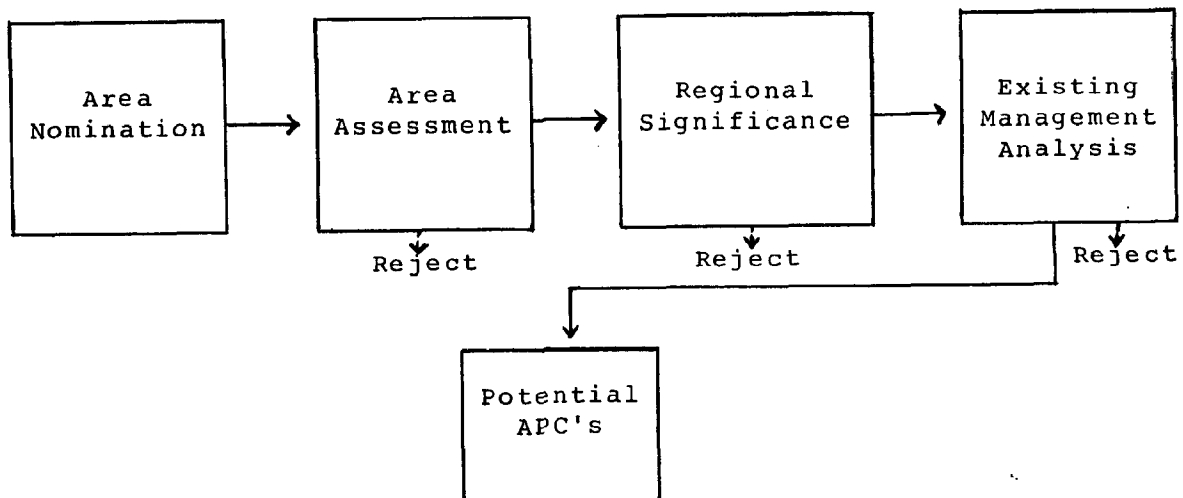 Area
Nomination
Area
Assessment
Regional
Significance
Existing
Management
Analysis
Reject
Reject
Reject
Potential
APC's